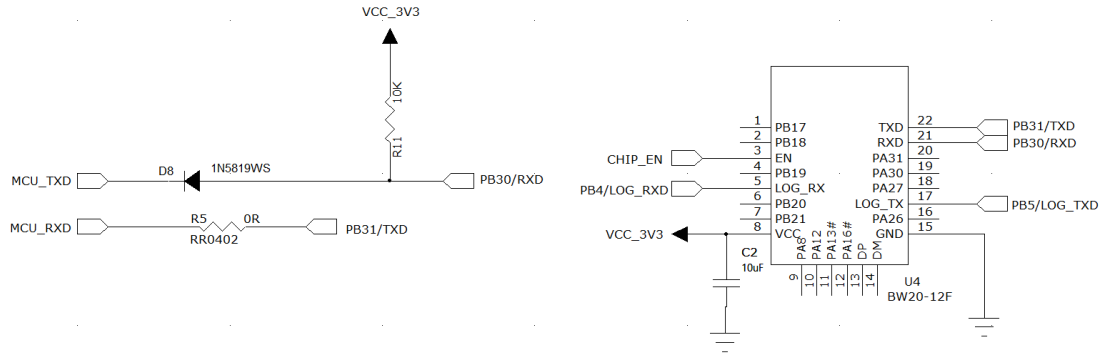 VCC_3V3
10K
R11
D8 1N5819WS
MCU_TXD
PB30/RXD
R5 0R
MCU_RXD
RR0402
PB31/TXD
1 PB17
2 PB18
CHIP_EN 3 EN
4 PB19
PB4/LOG_RXD 5 LOG_RX
6 PB20
7 PB21
VCC_3V3 8 VCC
TXD 22 PB31/TXD
RXD 21 PB30/RXD
PA31 20
PA30 19
PA27 18
LOG_TX 17 PB5/LOG_TXD
PA26 16
GND 15
PA8
PA12
PA13#
PA16#
DP
DM
9
10
11
12
13
14
C2
10uF
U4
BW20-12F